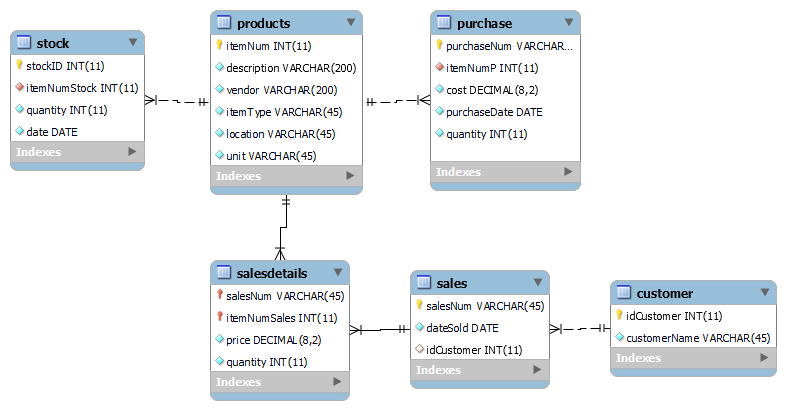 stock
stockID INT(11)
itemNumStock INT(11)
quantity INT(11)
date DATE
Indexes
products
itemNum INT(11)
description VARCHAR(200)
vendor VARCHAR(200)
itemType VARCHAR(45)
location VARCHAR(45)
unit VARCHAR(45)
Indexes
purchase
purchaseNum VARCHAR...
itemNumP INT(11)
cost DECIMAL(8,2)
purchaseDate DATE
quantity INT(11)
Indexes
salesdetails
salesNum VARCHAR(45)
itemNumSales INT(11)
price DECIMAL(8,2)
quantity INT(11)
Indexes
sales
salesNum VARCHAR(45)
dateSold DATE
idCustomer INT(11)
Indexes
customer
idCustomer INT(11)
customerName VARCHAR(45)
Indexes